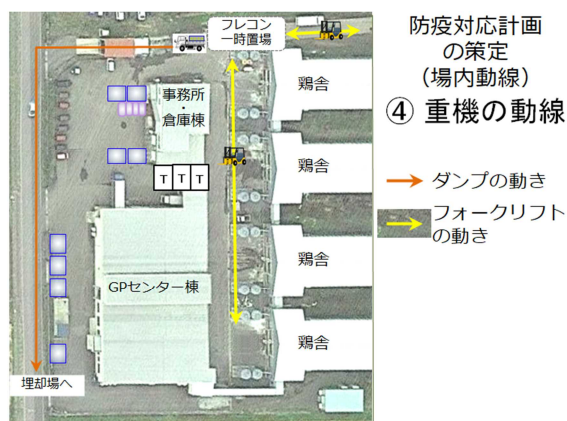 フレコン
一時置場
防疫対応計画
の策定
(場内動線)
④ 重機の動線
事務所
・
倉庫棟
鶏舎
鶏舎
T T T
ダンプの動き
フォークリフト
の動き
鶏舎
GPセンター棟
鶏舎
埋却場へ